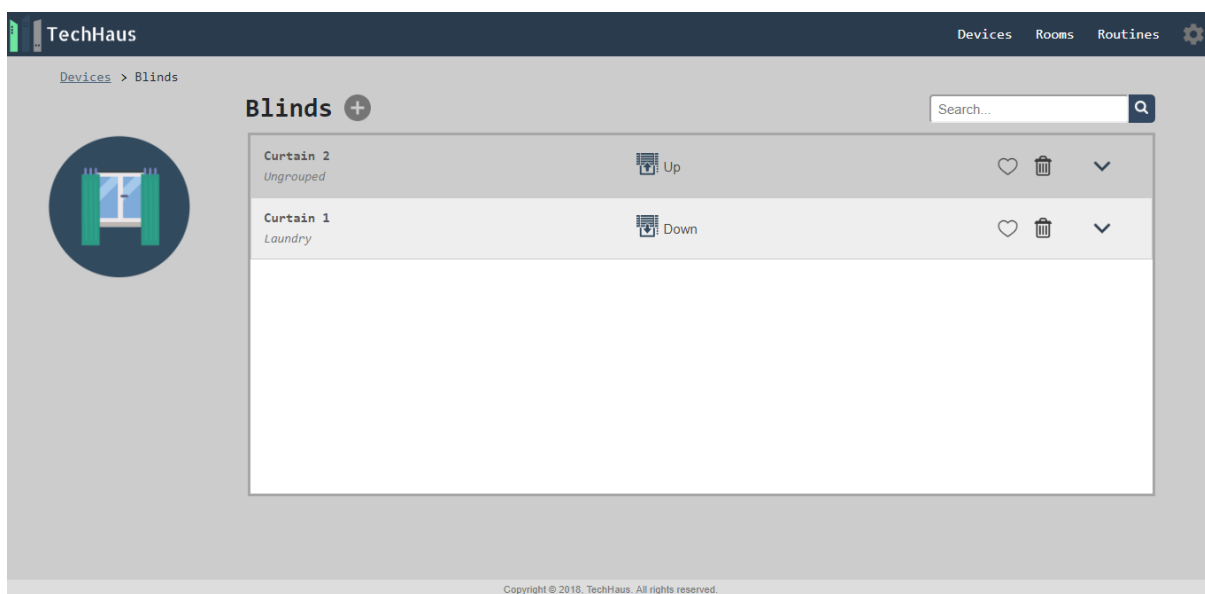 TechHaus
Devices Rooms Routines
Devices > Blinds
Blinds
Search...
Curtain 2
Ungrouped
Up
Curtain 1
Laundry
Down
Copyright © 2018, TechHaus. All rights reserved.